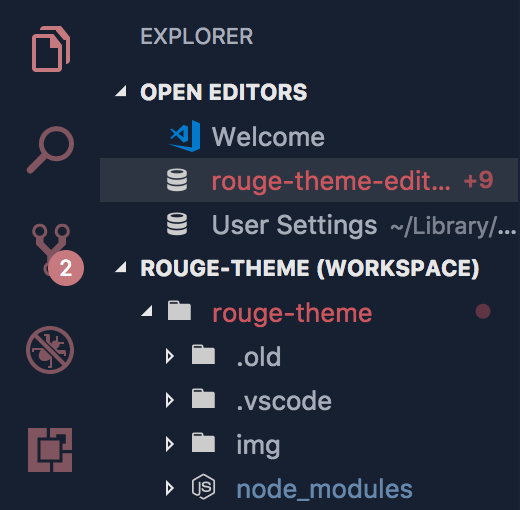 EXPLORER
OPEN EDITORS
Welcome
rouge-theme-edit... +9
User Settings ~/Library/...
ROUGE-THEME (WORKSPACE)
2
rouge-theme
.old
.vscode
img
JS node_modules